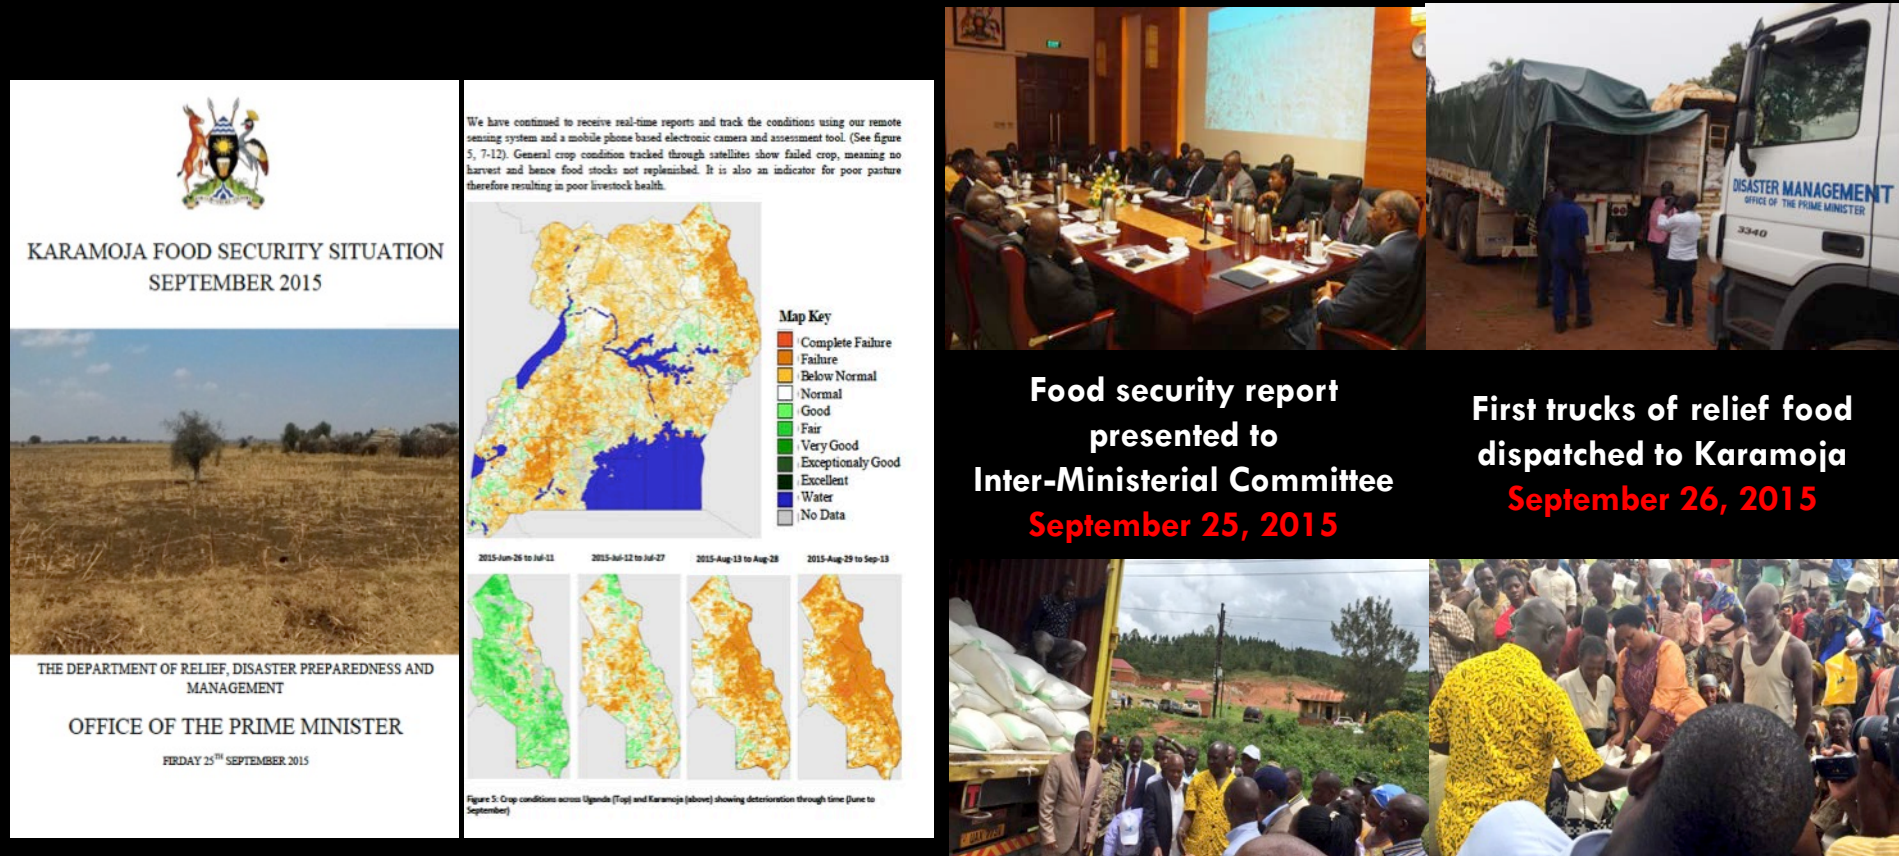 KARAMOJA FOOD SECURITY SITUATION
SEPTEMBER 2015
THE DEPARTMENT OF RELIEF, DISASTER PREPAREDNESS AND
MANAGEMENT
OFFICE OF THE PRIME MINISTER
FIRDAY 25TH SEPTEMBER 2015
We have continued to receive real-time reports and track the conditions using our remote
sensing system and a mobile phone based electronic camera and assessment tool. (See figure
5, 7-12). General crop condition tracked through satellites show failed crop, meaning no
harvest and hence food stocks not replenished. It is also an indicator for poor pasture
therefore resulting in poor livestock health.
Map Key
Complete Failure
Failure
Below Normal
Normal
Good
Fair
Very Good
Exceptionaly Good
Excellent
Water
No Data
2015-Jun-26 to Jul-11
2015-Jul-12 to Jul-27
2015-Aug-13 to Aug-28
2015-Aug-29 to Sep-13
Figure 5: Crop conditions across Uganda (Top) and Karamoja (above) showing deterioration through time (June to
September)
DISASTER MANAGEMENT
OFFICE OF THE PRIME MINISTER
3340
Food security report
presented to
Inter-Ministerial Committee
September 25, 2015
First trucks of relief food
dispatched to Karamoja
September 26, 2015